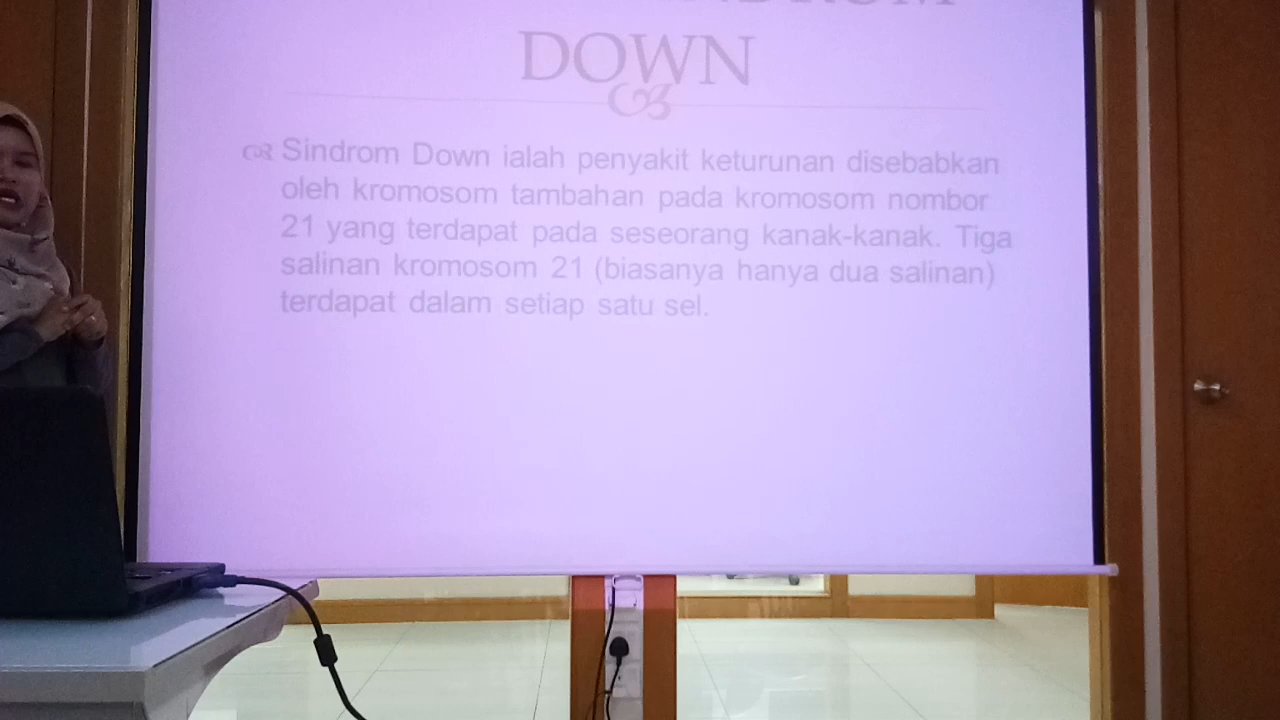 SINDROM
DOWN
Sindrom Down ialah penyakit keturunan disebabkan
oleh kromosom tambahan pada kromosom nombor
21 yang terdapat pada seseorang kanak-kanak. Tiga
salinan kromosom 21 (biasanya hanya dua salinan)
terdapat dalam setiap satu sel.